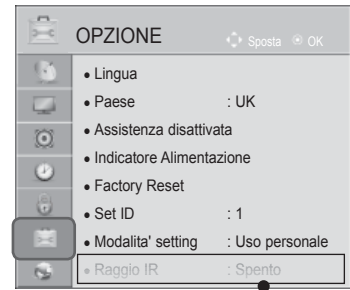 OPZIONE
Sposta OK
• Lingua
• Paese : UK
• Assistenza disattivata
• Indicatore Alimentazione
• Factory Reset
• Set ID : 1
• Modalita' setting : Uso personale
• Raggio IR : Spento